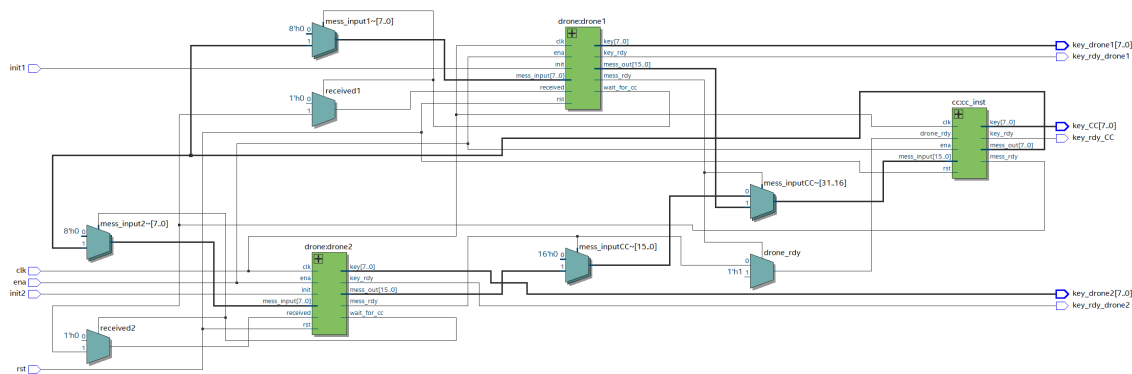 mess_input1~[7..0]
8'h0 0
1
drone:drone1
clk
ena
init
mess_input[7..0]
received
rst
key[7..0]
key_rdy
mess_out[15..0]
mess_rdy
wait_for_cc
key_drone1[7..0]
key_rdy_drone1
init1
received1
1'h0 0
1
cc:cc_inst
clk
drone_rdy
ena
mess_input[15..0]
rst
key[7..0]
key_rdy
mess_out[7..0]
mess_rdy
key_CC[7..0]
key_rdy_CC
mess_inputCC~[31..16]
0
1
mess_input2~[7..0]
8'h0 0
1
drone:drone2
clk
ena
init
mess_input[7..0]
received
rst
key[7..0]
key_rdy
mess_out[15..0]
mess_rdy
wait_for_cc
mess_inputCC~[15..0]
16'h0 0
1
drone_rdy
0
1'h1 1
clk
ena
init2
key_drone2[7..0]
key_rdy_drone2
received2
1'h0 0
1
rst